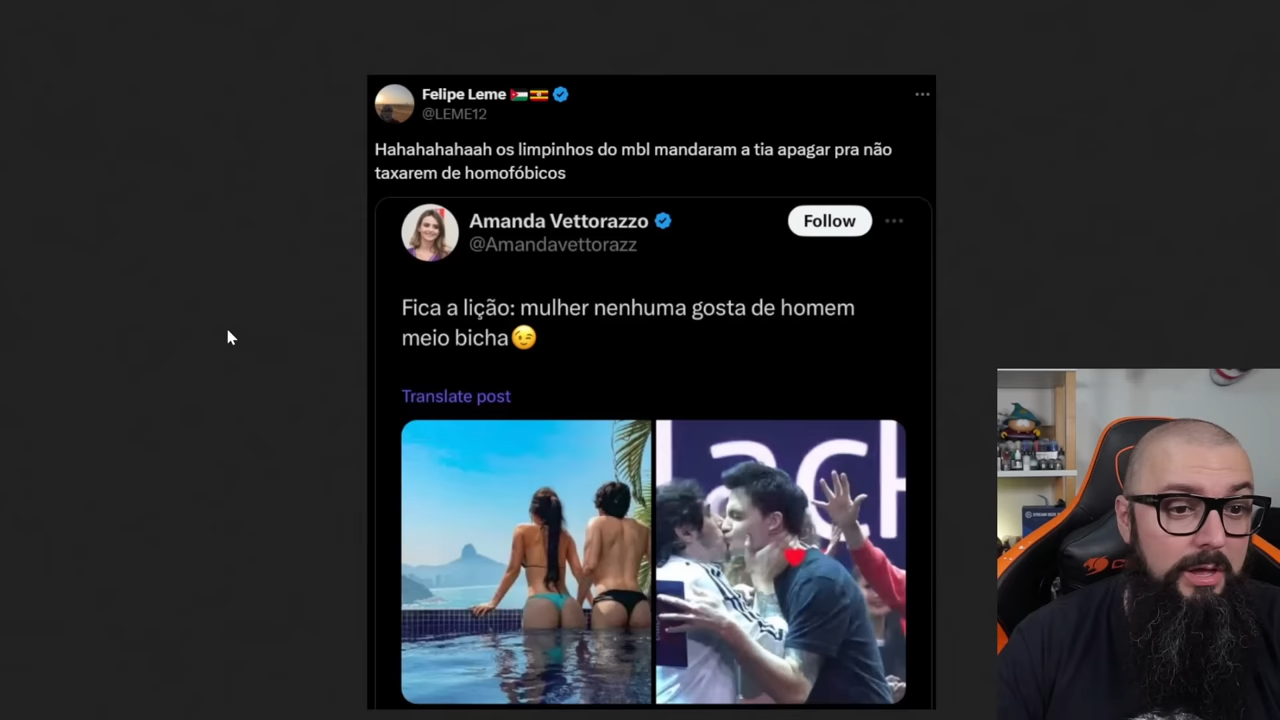 Felipe Leme
@LEME12
Hahahahahaah os limpinhos do mbl mandaram a tia apagar pra não
taxarem de homofóbicos
Amanda Vettorazzo
@Amandavettorazz
Follow
Fica a lição: mulher nenhuma gosta de homem
meio bicha😉
Translate post